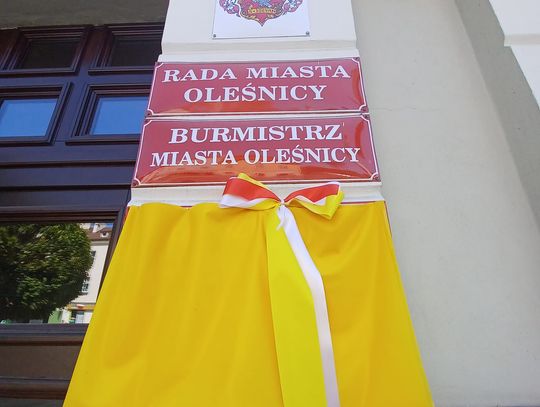 RADA MIASTA
OLEŚNICY
BURMISTRZ
MIASTA OLEŚNICY